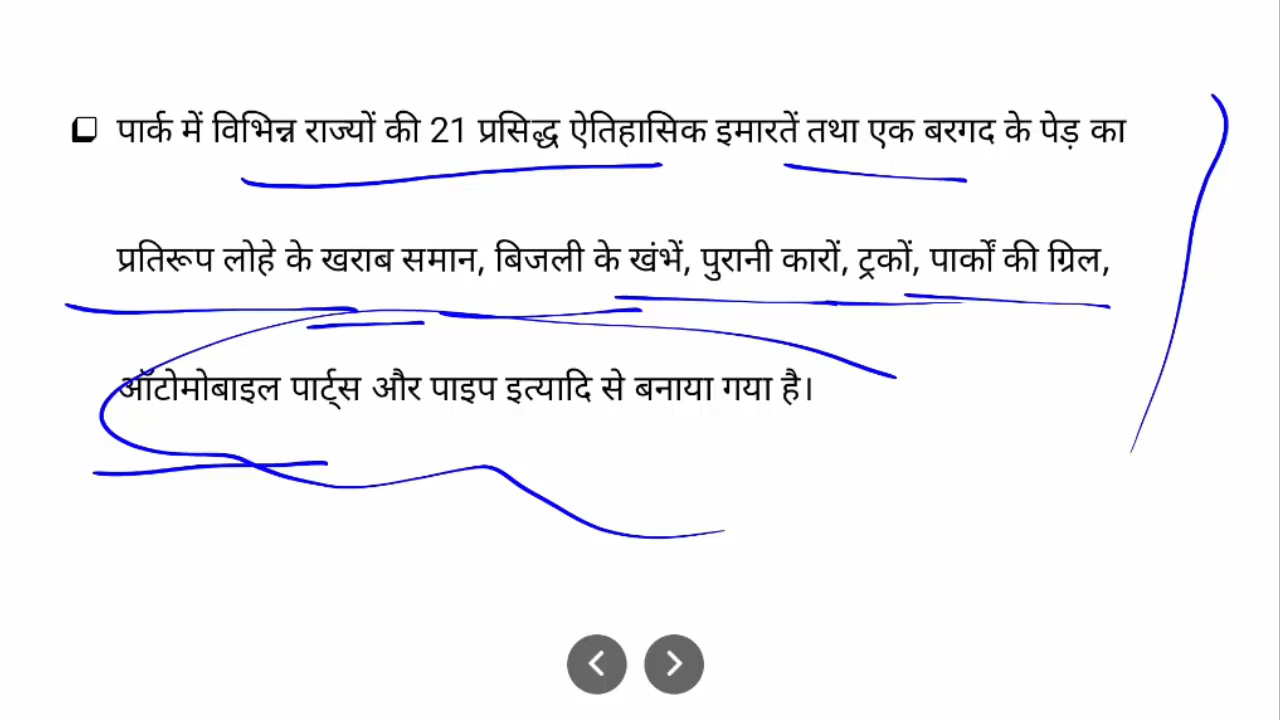 ❑ पार्क में विभिन्न राज्यों की 21 प्रसिद्ध ऐतिहासिक इमारतें तथा एक बरगद के पेड़ का
प्रतिरूप लोहे के खराब समान, बिजली के खंभें, पुरानी कारों, ट्रकों, पार्कों की ग्रिल,
ऑटोमोबाइल पार्ट्स और पाइप इत्यादि से बनाया गया है।